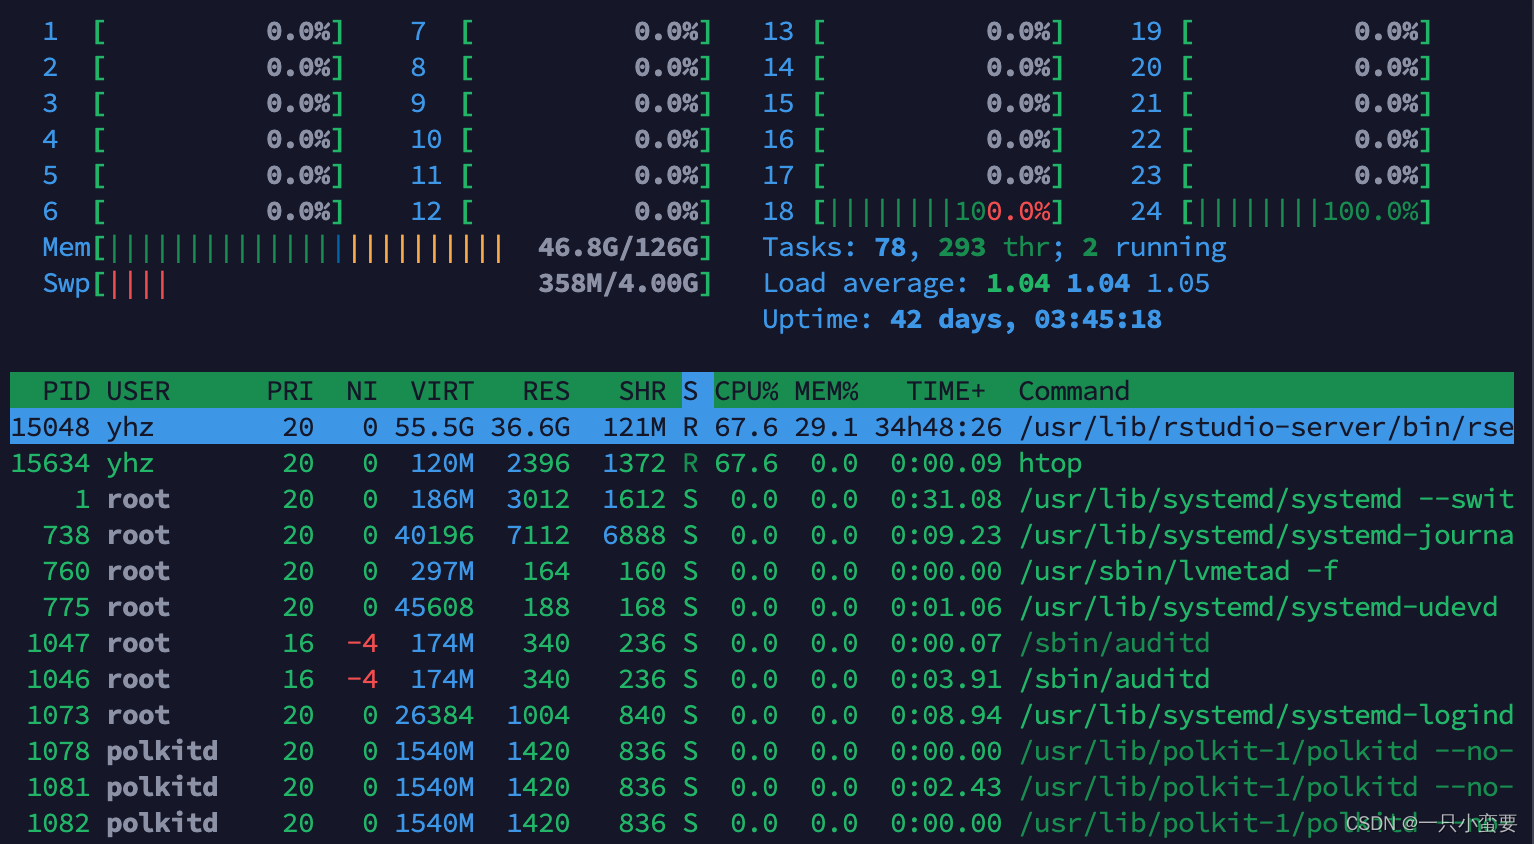 1 [ 0.0%] 7 [ 0.0%] 13 [ 0.0%] 19 [ 0.0%]
2 [ 0.0%] 8 [ 0.0%] 14 [ 0.0%] 20 [ 0.0%]
3 [ 0.0%] 9 [ 0.0%] 15 [ 0.0%] 21 [ 0.0%]
4 [ 0.0%] 10 [ 0.0%] 16 [ 0.0%] 22 [ 0.0%]
5 [ 0.0%] 11 [ 0.0%] 17 [ 0.0%] 23 [ 0.0%]
6 [ 0.0%] 12 [ 0.0%] 18 [||||||||100.0%] 24 [||||||||100.0%]
Mem[||||||||||||||||||||||||| 46.8G/126G] Tasks: 78, 293 thr; 2 running
Swp[|||| 358M/4.00G] Load average: 1.04 1.04 1.05
Uptime: 42 days, 03:45:18
PID USER PRI NI VIRT RES SHR S CPU% MEM% TIME+ Command
15048 yhz 20 0 55.5G 36.6G 121M R 67.6 29.1 34h48:26 /usr/lib/rstudio-server/bin/rse
15634 yhz 20 0 120M 2396 1372 R 67.6 0.0 0:00.09 htop
1 root 20 0 186M 3012 1612 S 0.0 0.0 0:31.08 /usr/lib/systemd/systemd --swit
738 root 20 0 40196 7112 6888 S 0.0 0.0 0:09.23 /usr/lib/systemd/systemd-journa
760 root 20 0 297M 164 160 S 0.0 0.0 0:00.00 /usr/sbin/lvmetad -f
775 root 20 0 45608 188 168 S 0.0 0.0 0:01.06 /usr/lib/systemd/systemd-udevd
1047 root 16 -4 174M 340 236 S 0.0 0.0 0:00.07 /sbin/auditd
1046 root 16 -4 174M 340 236 S 0.0 0.0 0:03.91 /sbin/auditd
1073 root 20 0 26384 1004 840 S 0.0 0.0 0:08.94 /usr/lib/systemd/systemd-logind
1078 polkitd 20 0 1540M 1420 836 S 0.0 0.0 0:00.00 /usr/lib/polkit-1/polkitd --no-
1081 polkitd 20 0 1540M 1420 836 S 0.0 0.0 0:02.43 /usr/lib/polkit-1/polkitd --no-
1082 polkitd 20 0 1540M 1420 836 S 0.0 0.0 0:00.00 /usr/lib/polkit-1/polkitd --no-
CSDN @一只小蛮要